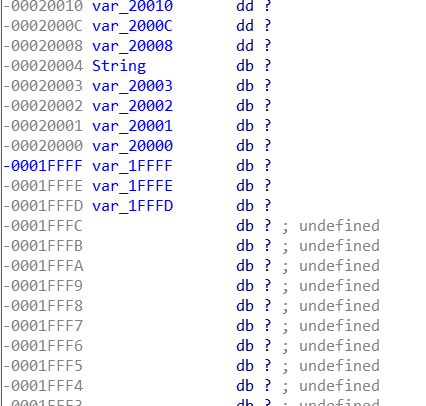 -00020010 var_20010 dd ?
-0002000C var_2000C dd ?
-00020008 var_20008 dd ?
-00020004 String db ?
-00020003 var_20003 db ?
-00020002 var_20002 db ?
-00020001 var_20001 db ?
-00020000 var_20000 db ?
-0001FFFF var_1FFFF db ?
-0001FFFE var_1FFFE db ?
-0001FFFD var_1FFFD db ?
-0001FFFC db ? ; undefined
-0001FFFB db ? ; undefined
-0001FFFA db ? ; undefined
-0001FFF9 db ? ; undefined
-0001FFF8 db ? ; undefined
-0001FFF7 db ? ; undefined
-0001FFF6 db ? ; undefined
-0001FFF5 db ? ; undefined
-0001FFF4 db ? ; undefined
-0001FFF3 db ? ; undefined